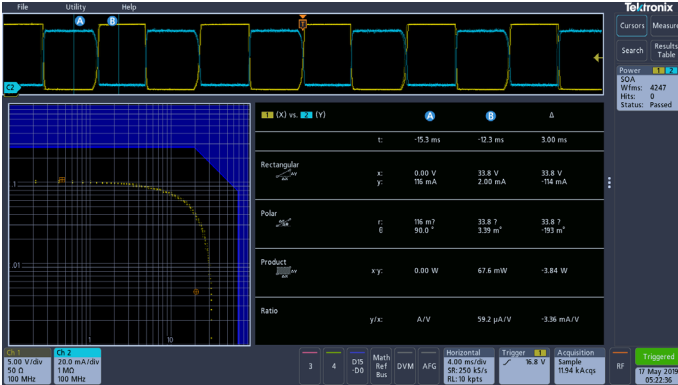 File Utility Help
Tektronix
A B
T
C2
Cursors Measure
Search Results Table
Power 1 2
SOA
Wfms: 4247
Hits: 0
Status: Passed
1 (X) vs. 2 (Y) A B Δ
t: -15.3 ms -12.3 ms 3.00 ms
Rectangular
x: 0.00 V 33.8 V 33.8 V
y: 116 mA 2.00 mA -114 mA
Polar
r: 116 m? 33.8 ? 33.8 ?
θ 90.0 ° 3.39 m° -193 m°
Product
x·y: 0.00 W 67.6 mW -3.84 W
Ratio
y/x: A/V 59.2 µA/V -3.36 mA/V
.1
.01
1 10
Ch 1
5.00 V/div
50 Ω
100 MHz
Ch 2
20.0 mA/div
1 MΩ
100 MHz
3 4 D15 -D0 Math Ref Bus DVM AFG
Horizontal
4.00 ms/div
SR: 250 kS/s
RL: 10 kpts
Trigger 1
16.8 V
Acquisition
Sample
11.94 kAcqs
RF
Triggered
17 May 2019
05:22:36